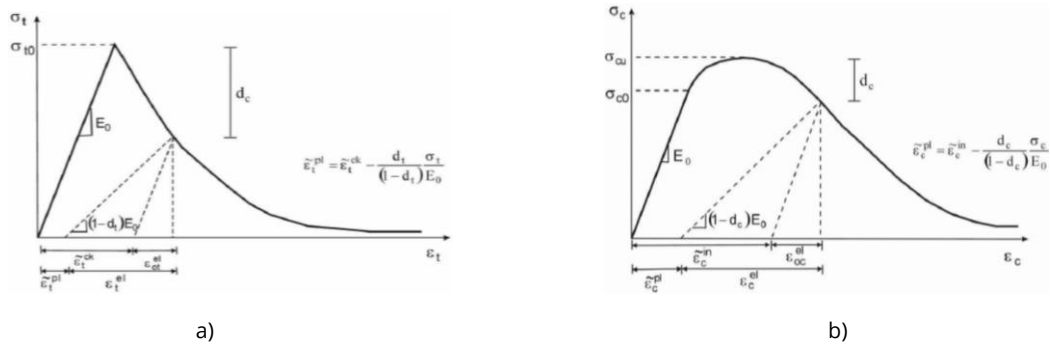 σt
σt0
dc
E0
ε̃t^pl = ε̃t^ck − dt/(1−dt) σt/E0
(1−dt)E0
ε̃t^ck
ε0t^el
εt
ε̃t^pl
εt^el
a)
σc
σcu
σc0
dc
E0
ε̃c^pl = ε̃c^in − dc/(1−dc) σc/E0
(1−dc)E0
ε̃c^in
ε0c^el
εc
ε̃c^pl
εc^el
b)